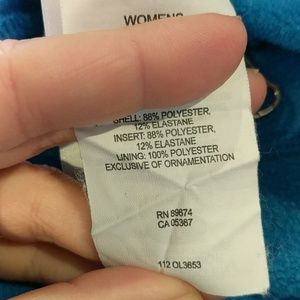 WOMENS
SHELL: 88% POLYESTER,
12% ELASTANE
INSERT: 88% POLYESTER,
12% ELASTANE
LINING: 100% POLYESTER
EXCLUSIVE OF ORNAMENTATION
RN 89674
CA 05367
112 OL3653